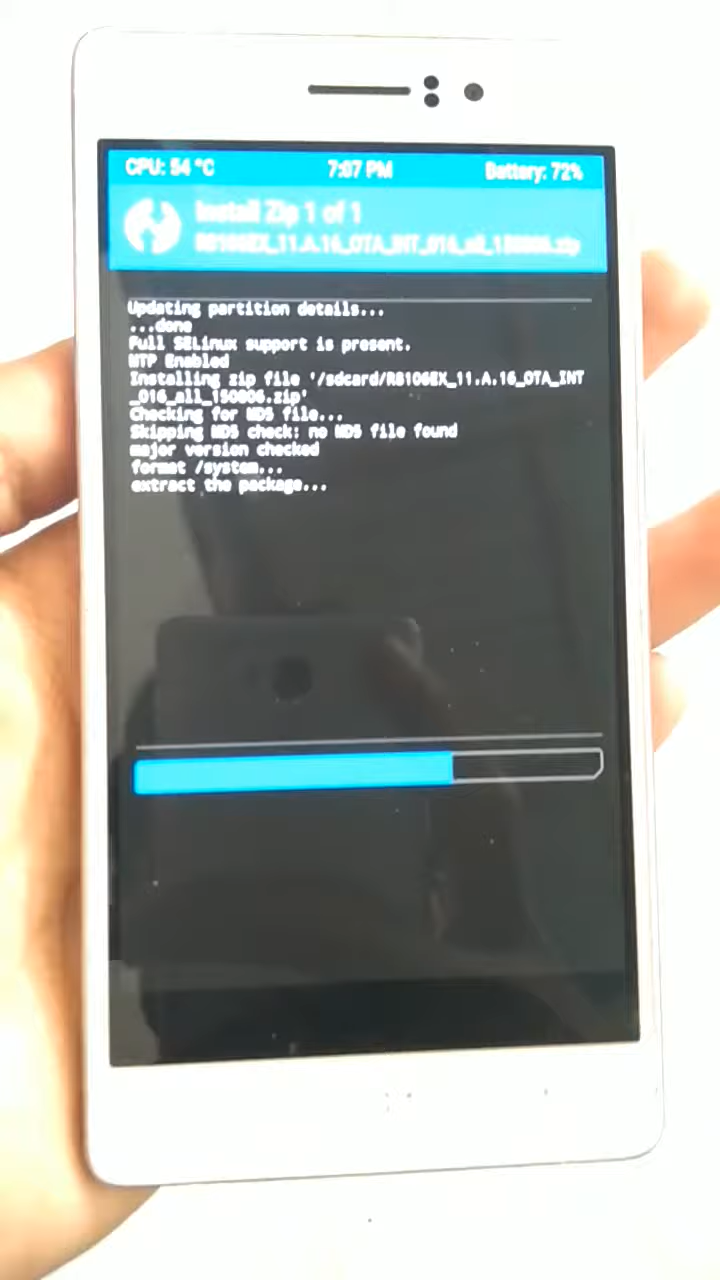 CPU: 54 °C
7:07 PM
Battery: 72%
Install Zip 1 of 1
R8106EX_11.A.16_OTA_INT_016_all_150806.zip
Updating partition details...
...done
Full SELinux support is present.
MTP Enabled
Installing zip file '/sdcard/R8106EX_11.A.16_OTA_INT
_016_all_150806.zip'
Checking for MD5 file...
Skipping MD5 check: no MD5 file found
major version checked
format /system...
extract the package...